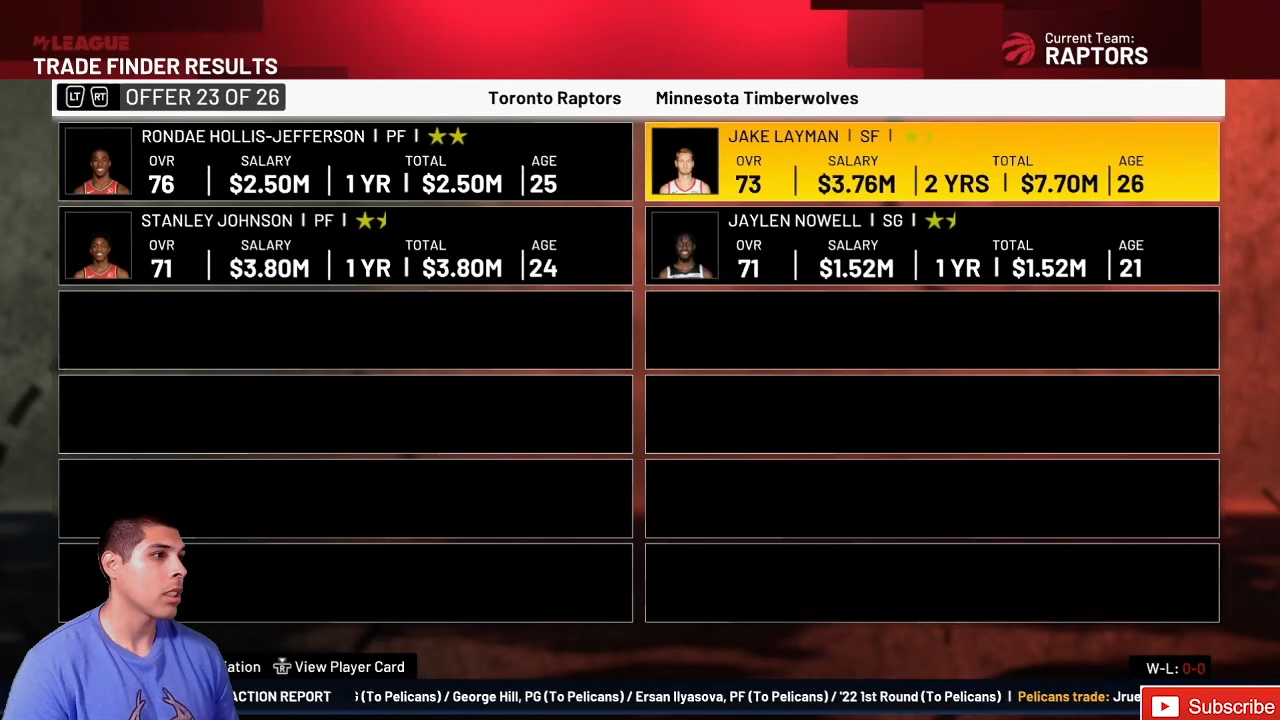 MyLEAGUE
TRADE FINDER RESULTS
Current Team:
RAPTORS
LT RT OFFER 23 OF 26
Toronto Raptors
Minnesota Timberwolves
RONDAE HOLLIS-JEFFERSON | PF |
OVR SALARY TOTAL AGE
76 | $2.50M | 1 YR | $2.50M | 25
STANLEY JOHNSON | PF |
OVR SALARY TOTAL AGE
71 | $3.80M | 1 YR | $3.80M | 24
JAKE LAYMAN | SF |
OVR SALARY TOTAL AGE
73 | $3.76M | 2 YRS | $7.70M | 26
JAYLEN NOWELL | SG |
OVR SALARY TOTAL AGE
71 | $1.52M | 1 YR | $1.52M | 21
R View Player Card
W-L: 0-0
ACTION REPORT
(To Pelicans) / George Hill, PG (To Pelicans) / Ersan Ilyasova, PF (To Pelicans) / '22 1st Round (To Pelicans) | Pelicans trade: Jrue
Subscribe